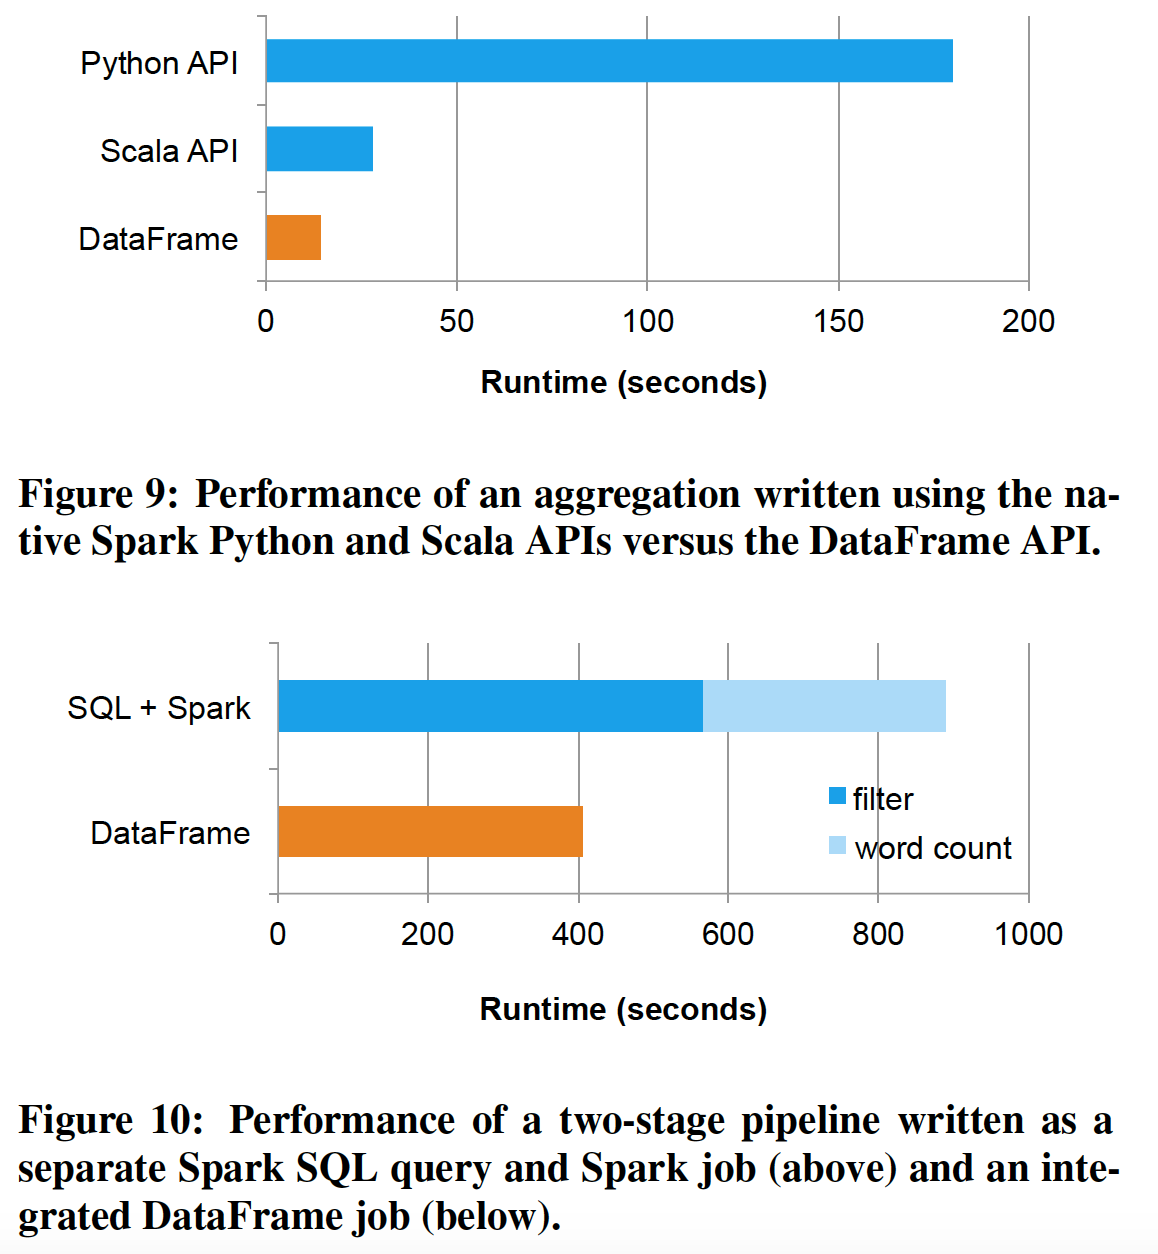 Python API
Scala API
DataFrame
0 50 100 150 200
Runtime (seconds)
Figure 9: Performance of an aggregation written using the na-
tive Spark Python and Scala APIs versus the DataFrame API.
SQL + Spark
filter
DataFrame
word count
0 200 400 600 800 1000
Runtime (seconds)
Figure 10: Performance of a two-stage pipeline written as a
separate Spark SQL query and Spark job (above) and an inte-
grated DataFrame job (below).